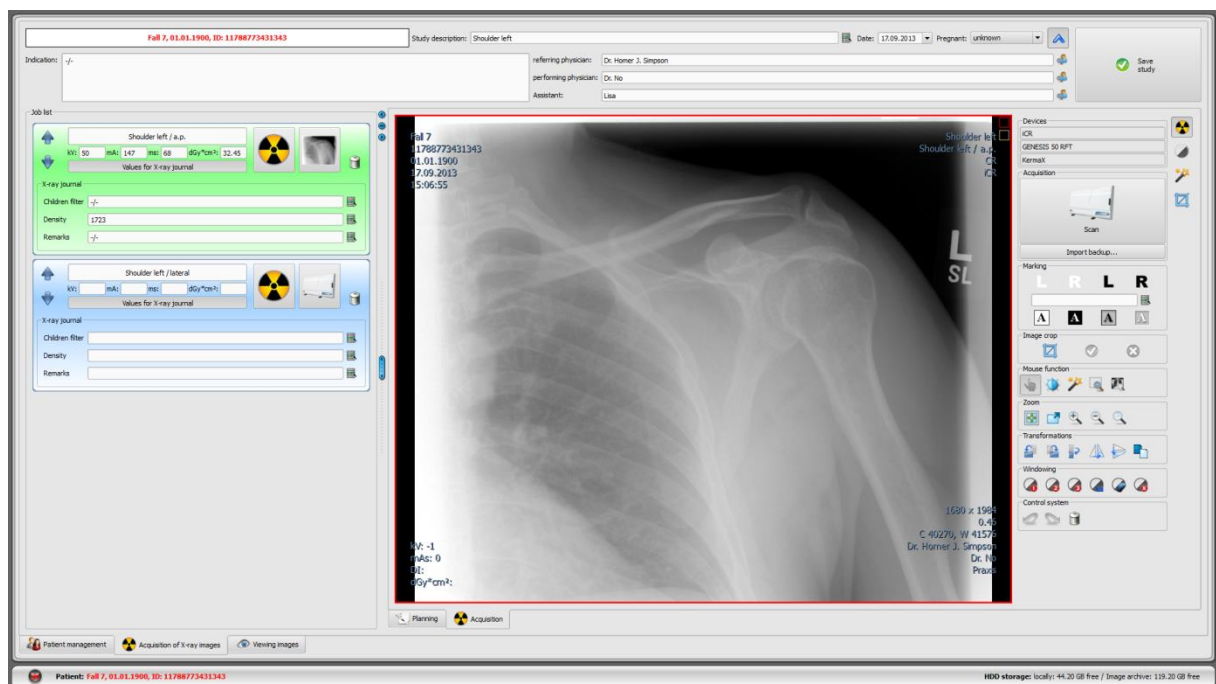 Fall 7, 01.01.1900, ID: 11788773431343
Study description: Shoulder left
Date: 17.09.2013
Pregnant: unknown
Indication: -/-
referring physician: Dr. Homer J. Simpson
performing physician: Dr. No
Assistant: Lisa
Save study
Job list
Shoulder left / a.p.
kV: 50 mA: 147 ms: 68 dGy*cm²: 32.45
Values for X-ray journal
X-ray journal
Children filter -/-
Density 1723
Remarks -/-
Shoulder left / lateral
kV: mA: ms: dGy*cm²:
Values for X-ray journal
X-ray journal
Children filter
Density
Remarks
Fall 7
11788773431343
01.01.1900
17.09.2013
15:06:55
Shoulder left
Shoulder left / a.p.
CR
iCR
L
SL
kV: -1
mAs: 0
DI:
dGy*cm²:
1680 x 1984
0.45
C 40270, W 41576
Dr. Homer J. Simpson
Dr. No
Praxis
Devices
iCR
GENESIS 50 RFT
KermaX
Acquisition
Scan
Import backup...
Marking
L R L R
A A A A
Image crop
Mouse function
Zoom
Transformations
Windowing
Control system
Planning
Acquisition
Patient management
Acquisition of X-ray images
Viewing images
Patient: Fall 7, 01.01.1900, ID: 11788773431343
HDD storage: locally: 44.20 GB free / Image archive: 119.20 GB free